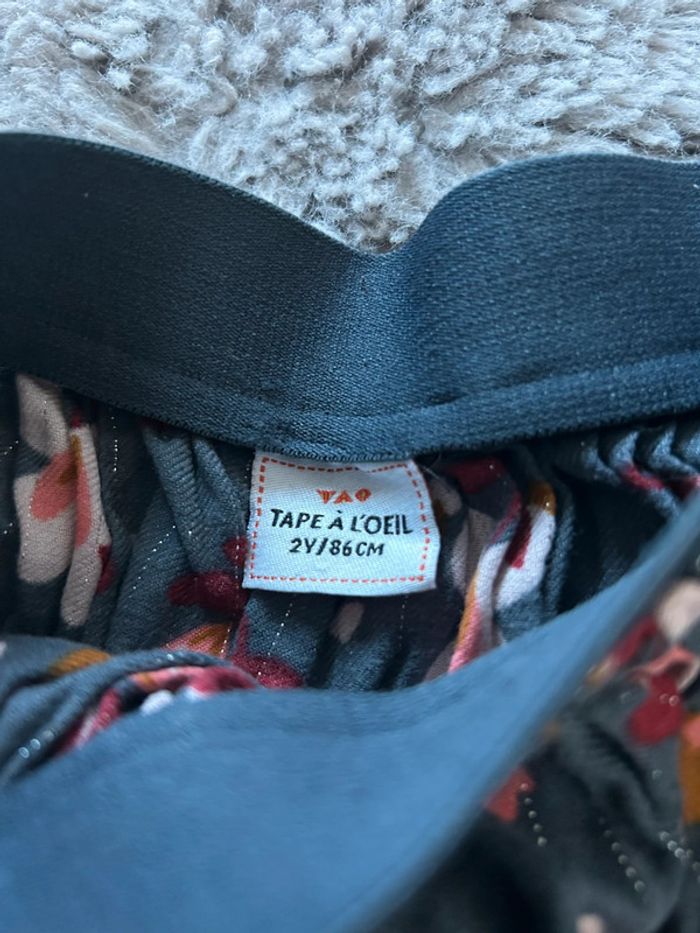 TAO
TAPE À L'OEIL
2Y/86CM